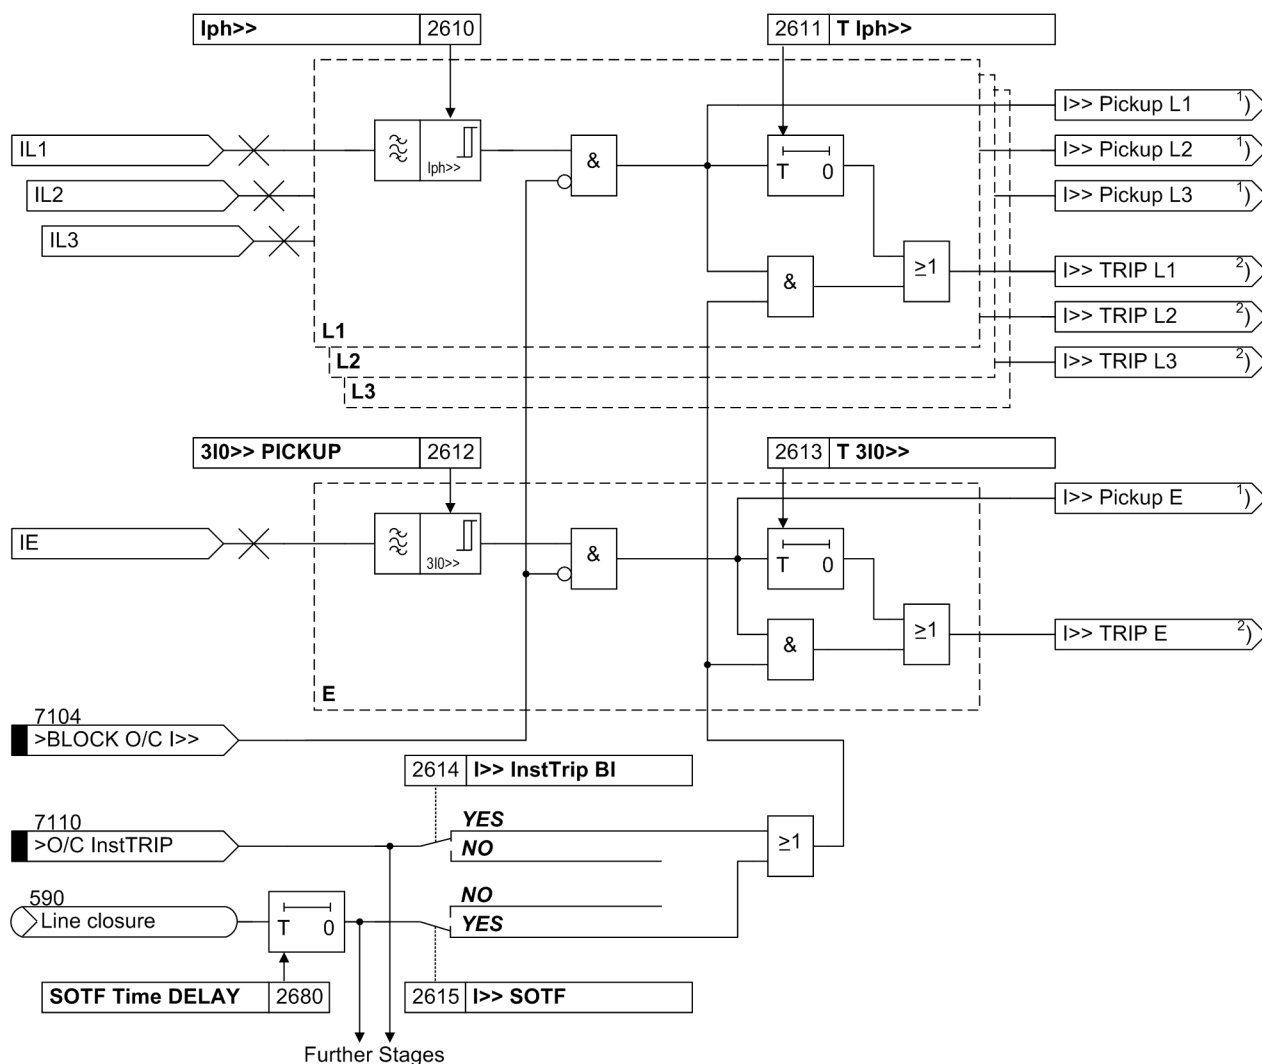 Iph>> 2610
2611 T Iph>>
I>> Pickup L1 1)
IL1
Iph>>
&
T 0
I>> Pickup L2 1)
IL2
I>> Pickup L3 1)
IL3
&
≥1
I>> TRIP L1 2)
L1
I>> TRIP L2 2)
L2
I>> TRIP L3 2)
L3
3I0>> PICKUP 2612
2613 T 3I0>>
I>> Pickup E 1)
IE
3I0>>
&
T 0
&
≥1
I>> TRIP E 2)
E
7104
>BLOCK O/C I>>
2614 I>> InstTrip BI
7110
>O/C InstTRIP
YES
NO
≥1
590
Line closure
T 0
NO
YES
SOTF Time DELAY 2680
2615 I>> SOTF
Further Stages